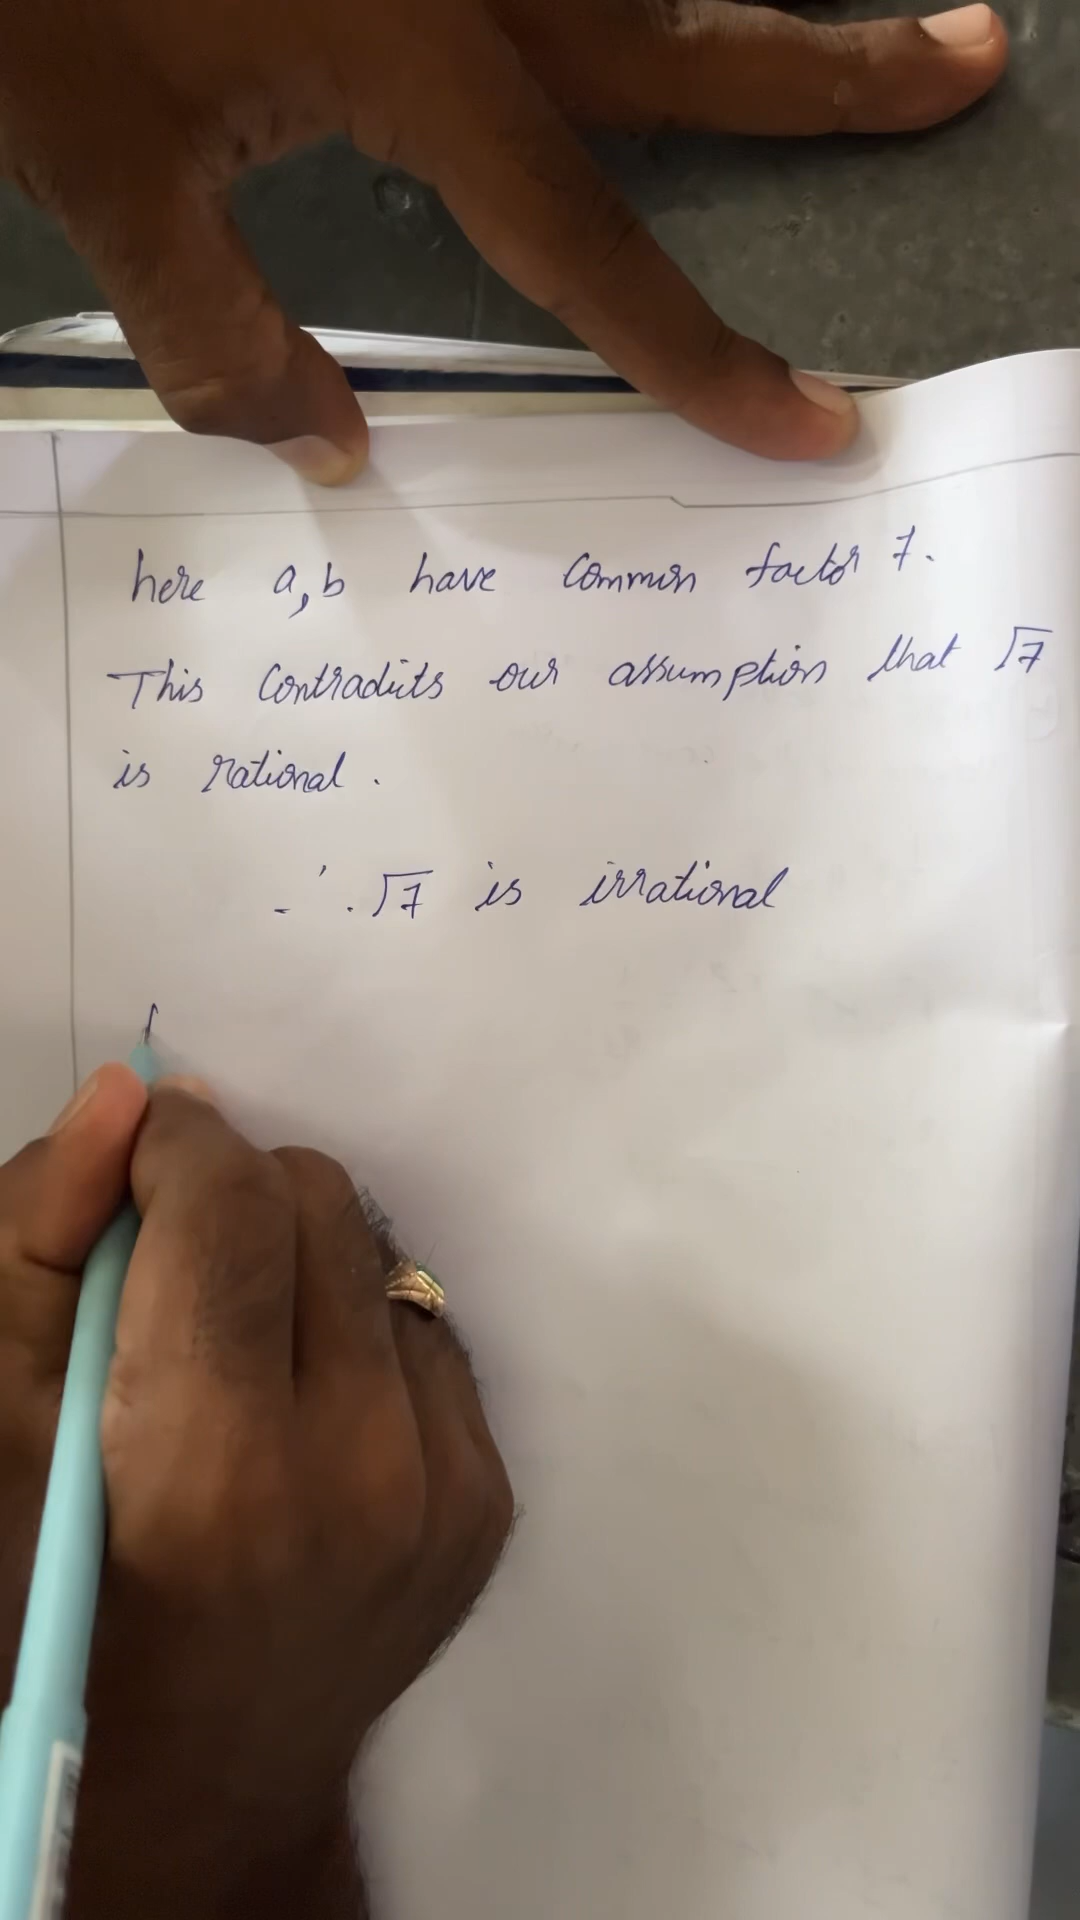 here a,b have Common factor 7.
This Contradicts our assumption that √7
is rational.
∴ √7 is irrational